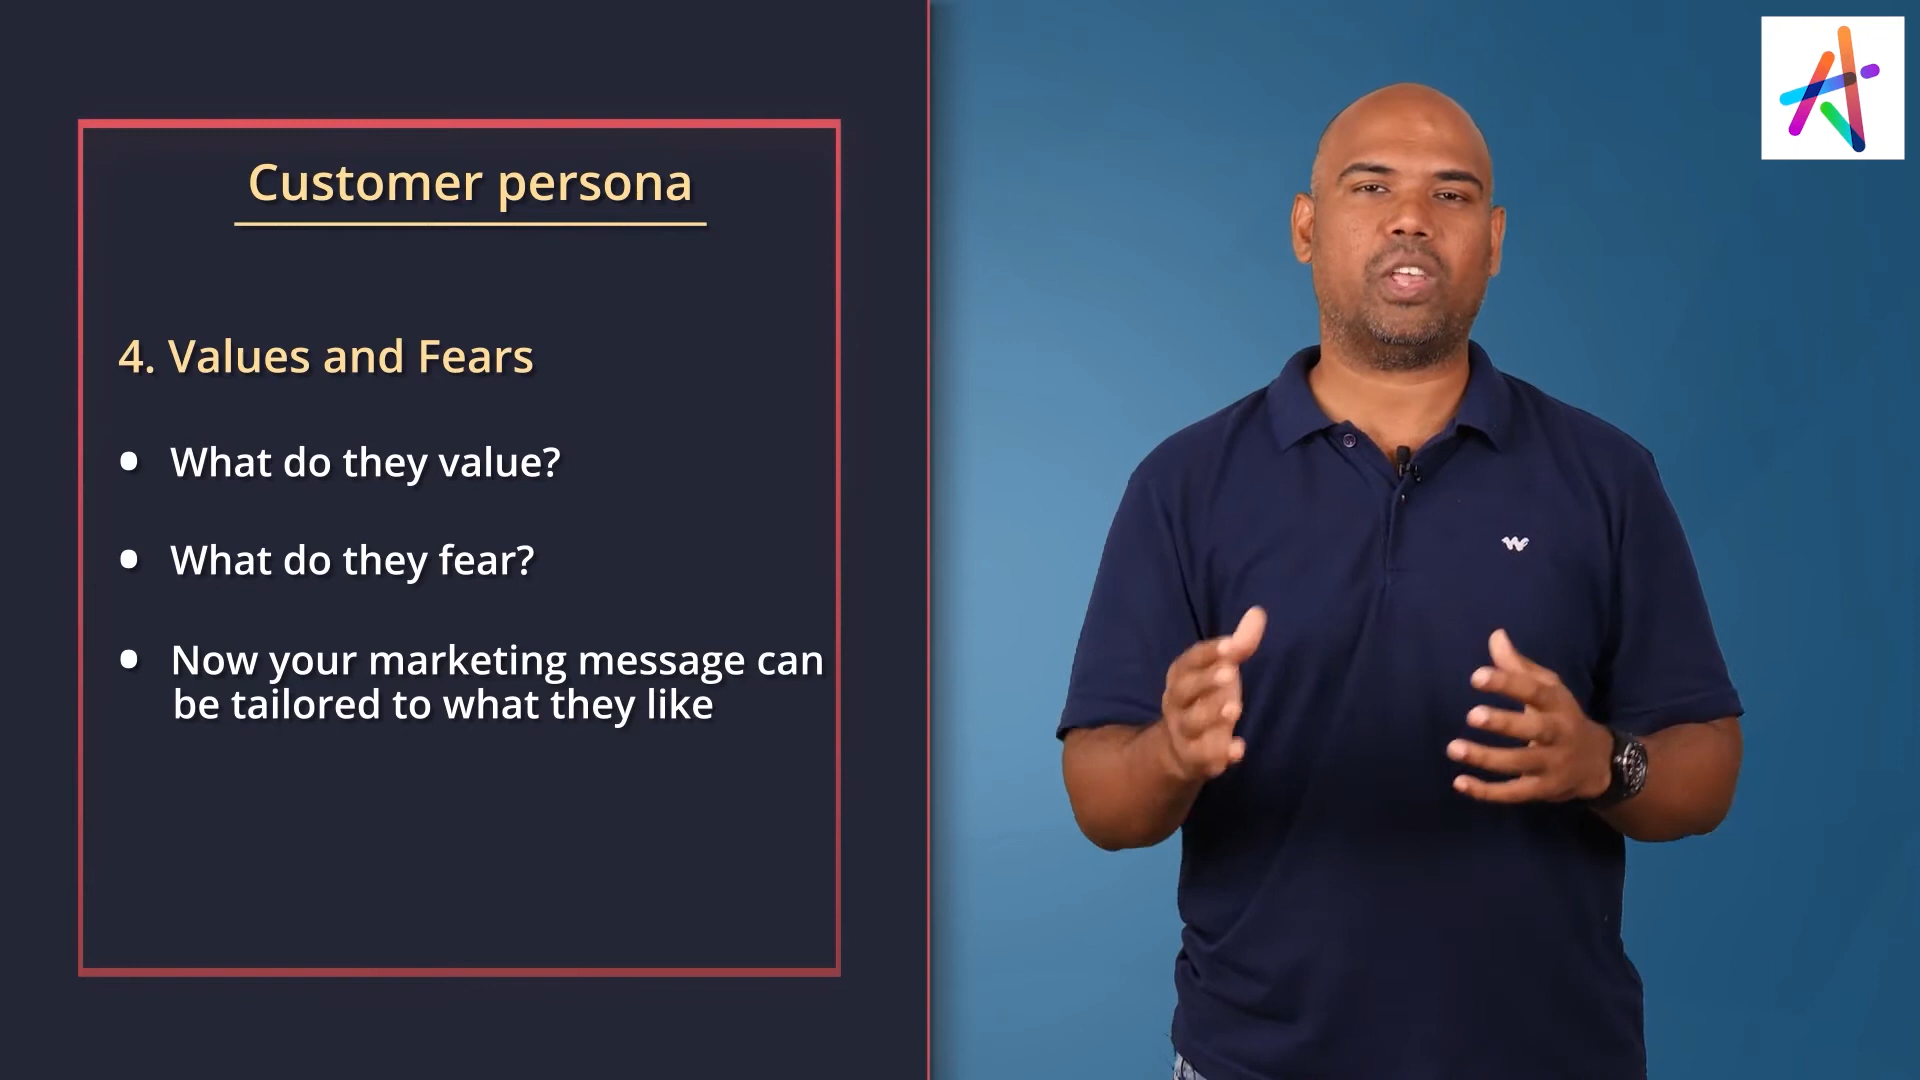 Customer persona
4. Values and Fears
• What do they value?
• What do they fear?
• Now your marketing message can
be tailored to what they like